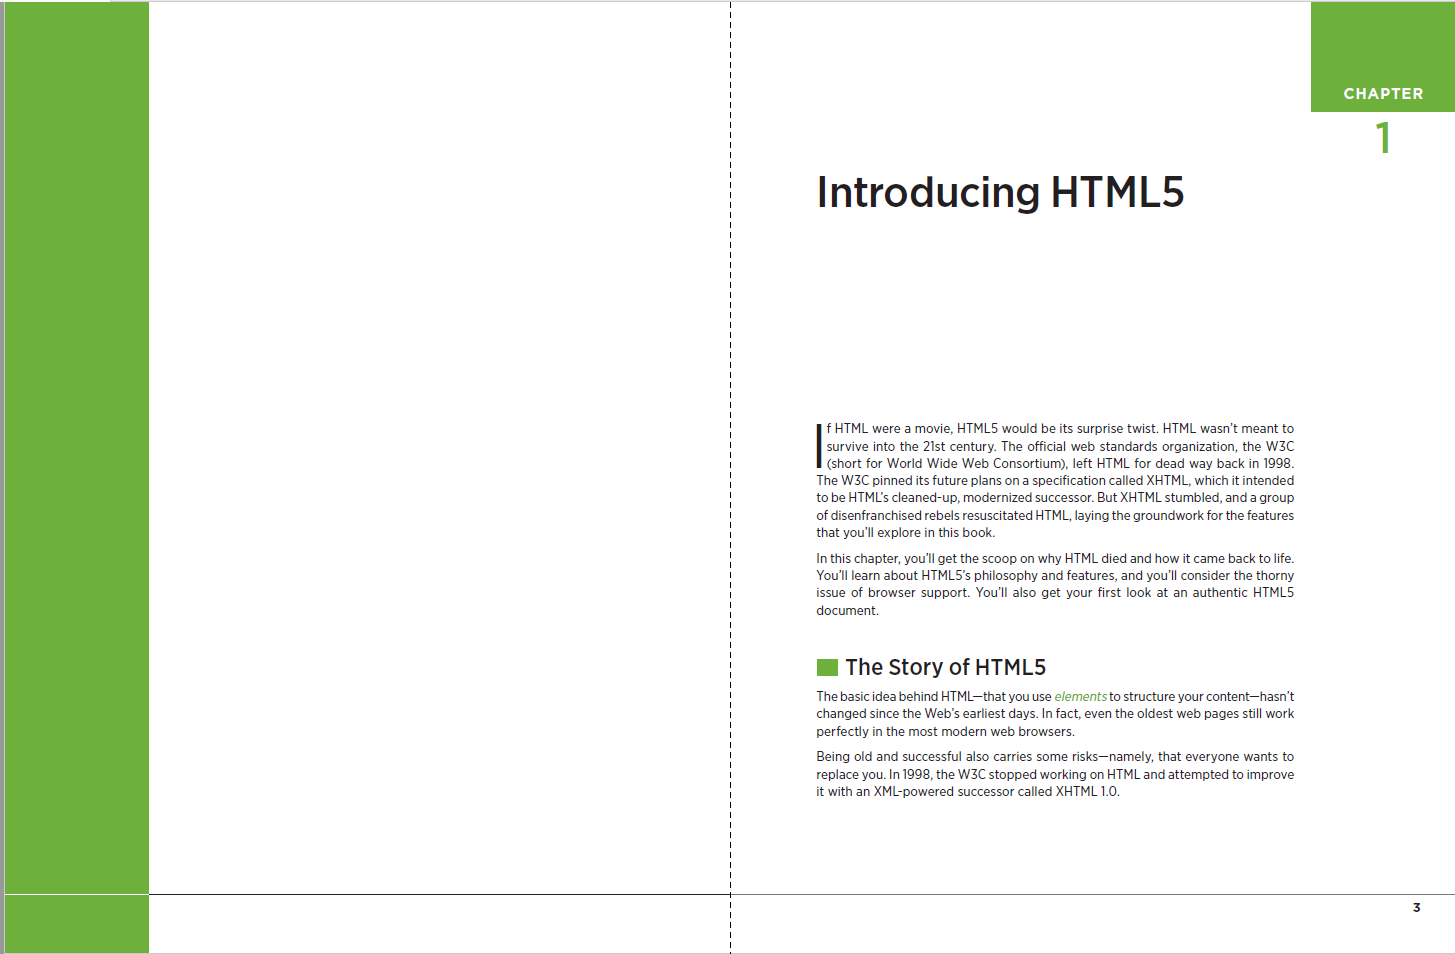 CHAPTER
1
Introducing HTML5
If HTML were a movie, HTML5 would be its surprise twist. HTML wasn’t meant to
survive into the 21st century. The official web standards organization, the W3C
(short for World Wide Web Consortium), left HTML for dead way back in 1998.
The W3C pinned its future plans on a specification called XHTML, which it intended
to be HTML’s cleaned-up, modernized successor. But XHTML stumbled, and a group
of disenfranchised rebels resuscitated HTML, laying the groundwork for the features
that you’ll explore in this book.
In this chapter, you’ll get the scoop on why HTML died and how it came back to life.
You’ll learn about HTML5’s philosophy and features, and you’ll consider the thorny
issue of browser support. You’ll also get your first look at an authentic HTML5
document.
The Story of HTML5
The basic idea behind HTML—that you use elements to structure your content—hasn’t
changed since the Web’s earliest days. In fact, even the oldest web pages still work
perfectly in the most modern web browsers.
Being old and successful also carries some risks—namely, that everyone wants to
replace you. In 1998, the W3C stopped working on HTML and attempted to improve
it with an XML-powered successor called XHTML 1.0.
3